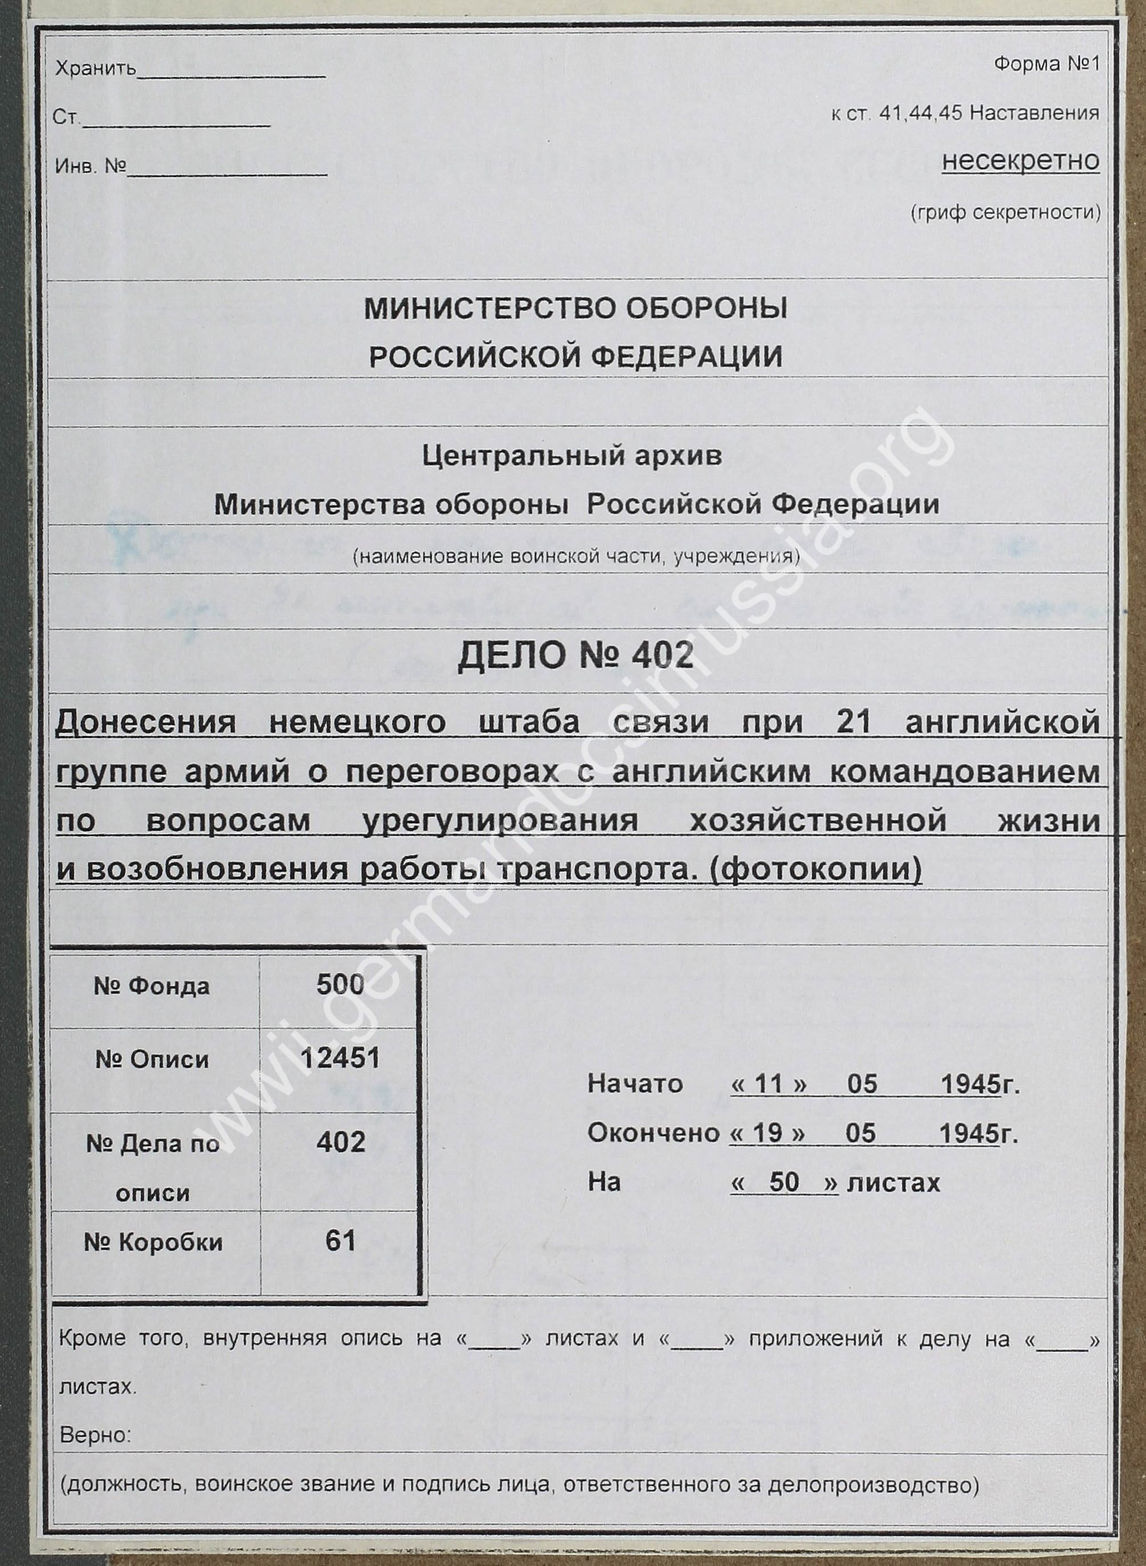 Хранить________________
Форма №1
Ст.________________
к ст. 41,44,45 Наставления
Инв. №________________
несекретно
(гриф секретности)
МИНИСТЕРСТВО ОБОРОНЫ
РОССИЙСКОЙ ФЕДЕРАЦИИ
Центральный архив
Министерства обороны Российской Федерации
(наименование воинской части, учреждения)
ДЕЛО № 402
Донесения немецкого штаба связи при 21 английской
группе армий о переговорах с английским командованием
по вопросам урегулирования хозяйственной жизни
и возобновления работы транспорта. (фотокопии)
№ Фонда 500
№ Описи 12451
№ Дела по 402
описи
№ Коробки 61
Начато « 11 » 05 1945г.
Окончено « 19 » 05 1945г.
На « 50 » листах
Кроме того, внутренняя опись на «____» листах и «____» приложений к делу на «____»
листах.
Верно:
(должность, воинское звание и подпись лица, ответственного за делопроизводство)
wwii.germandocsinrussia.org